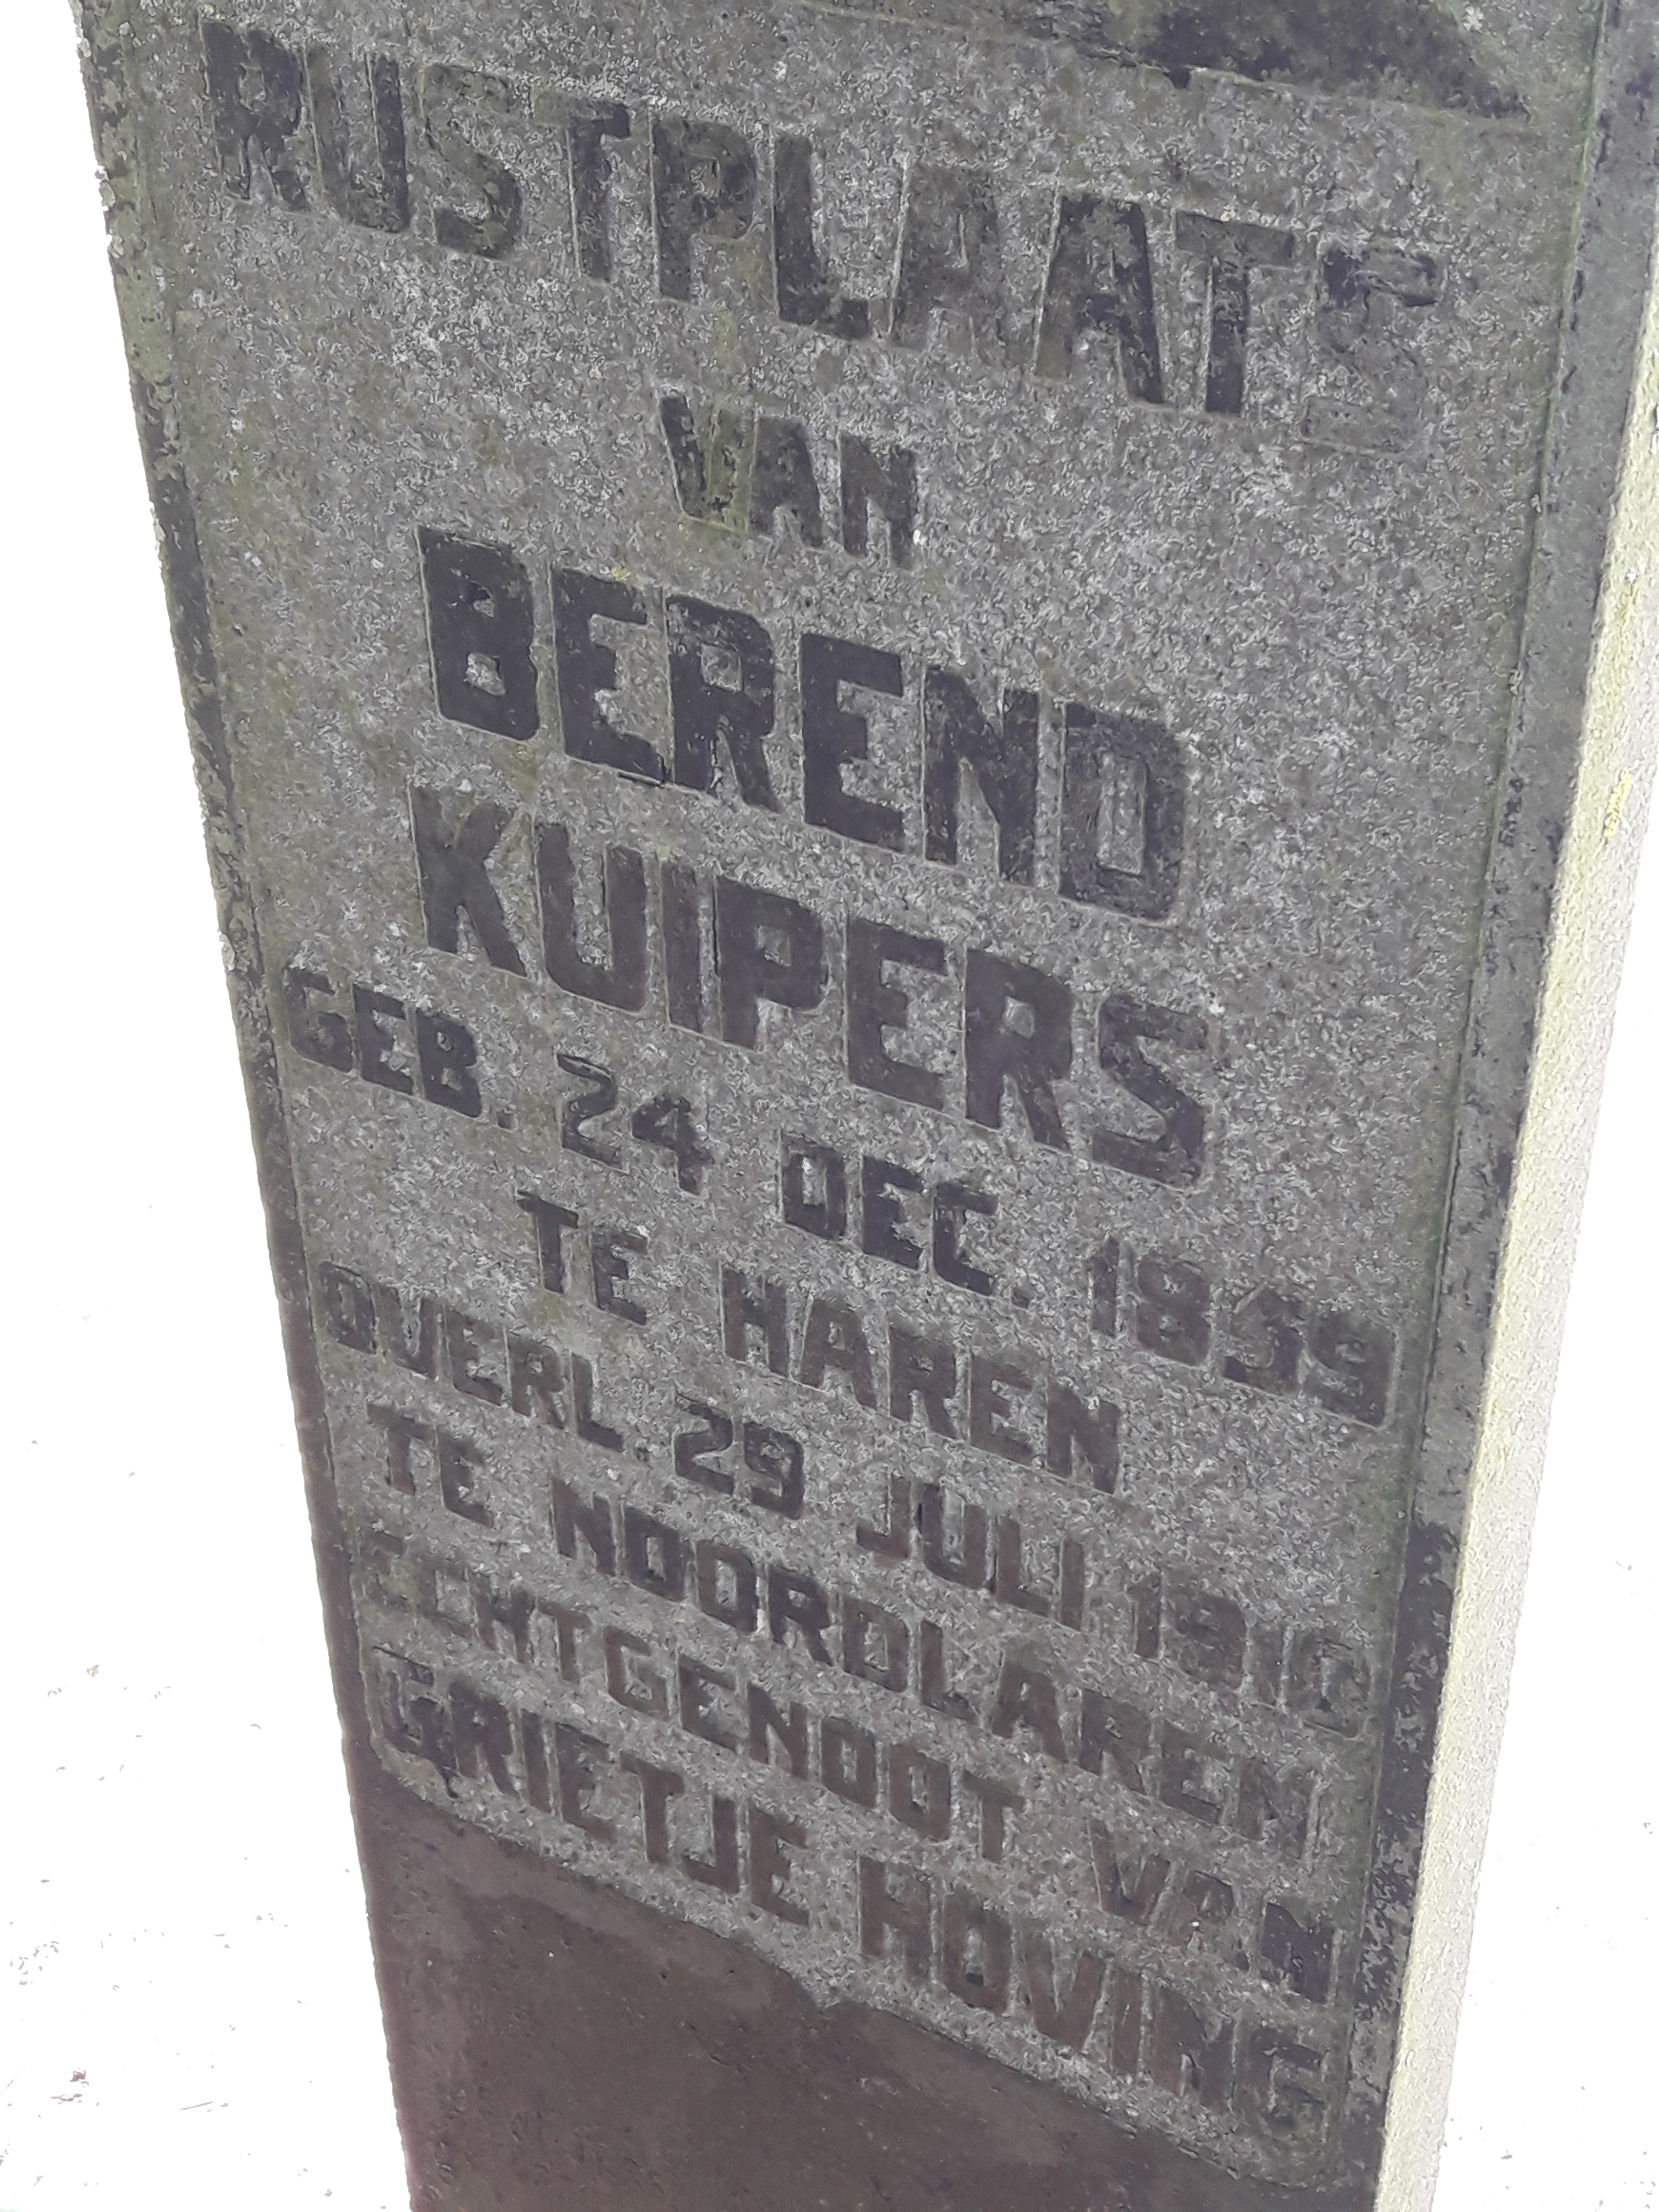 RUSTPLAATS
VAN
BEREND
KUIPERS
GEB. 24 DEC. 1839
TE HAREN
OVERL. 29 JULI 1910
TE NOORDLAREN
ECHTGENOOT VAN
GRIETJE HOVING